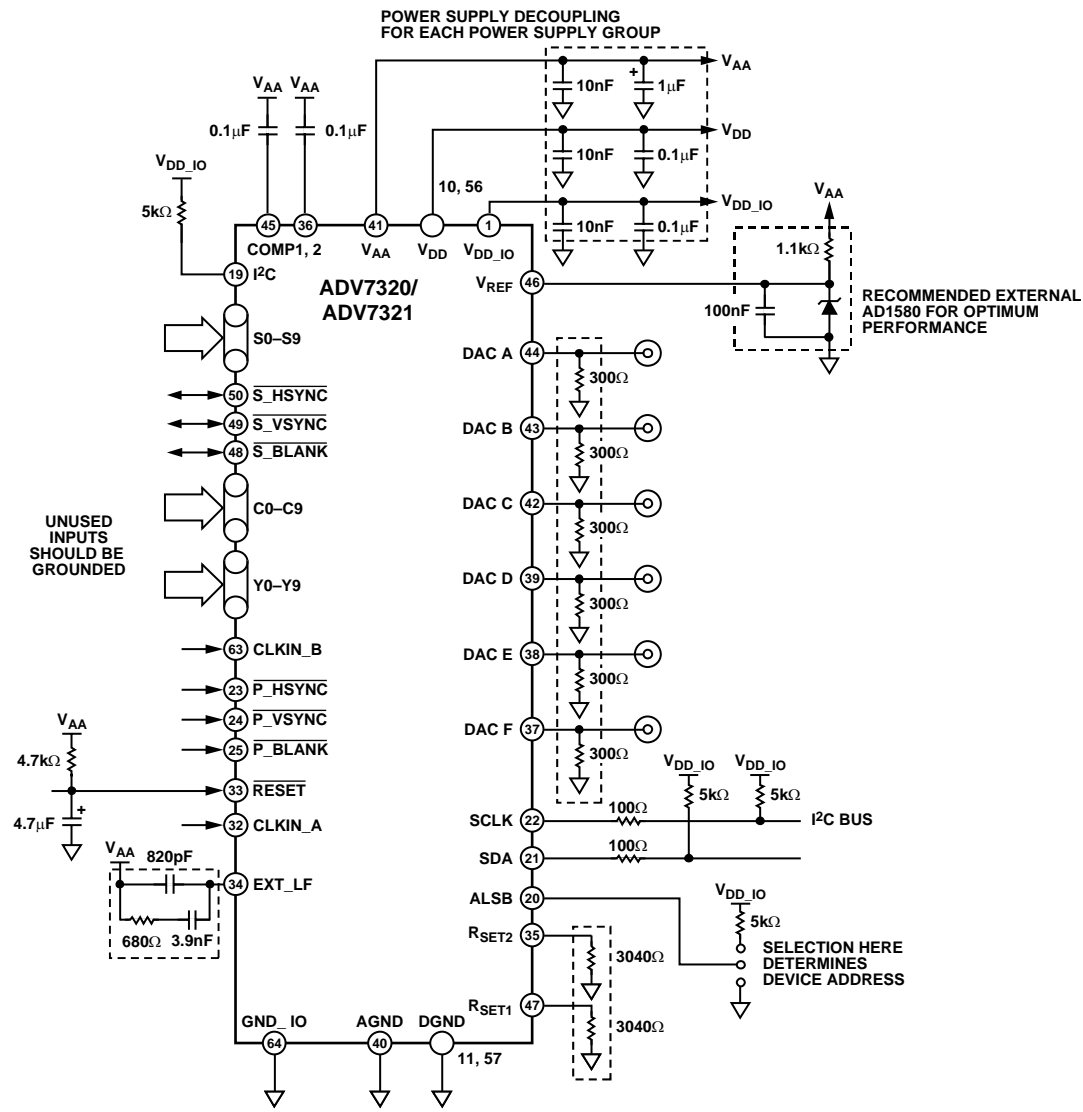 POWER SUPPLY DECOUPLING
FOR EACH POWER SUPPLY GROUP
VAA
10nF
+
1μF
VAA
VAA
0.1μF
0.1μF
VDD
10nF
0.1μF
VDD_IO
10, 56
5kΩ
VDD_IO
10nF
0.1μF
VAA
45
36
41
1
COMP1, 2
VAA
VDD
VDD_IO
1.1kΩ
19
I2C
ADV7320/
ADV7321
VREF
46
100nF
RECOMMENDED EXTERNAL
AD1580 FOR OPTIMUM
PERFORMANCE
S0–S9
DAC A
44
300Ω
50
S_HSYNC
49
S_VSYNC
DAC B
43
300Ω
48
S_BLANK
C0–C9
DAC C
42
300Ω
UNUSED
INPUTS
SHOULD BE
GROUNDED
Y0–Y9
DAC D
39
300Ω
63
CLKIN_B
DAC E
38
300Ω
23
P_HSYNC
24
P_VSYNC
DAC F
37
300Ω
25
P_BLANK
VAA
4.7kΩ
33
RESET
VDD_IO
VDD_IO
5kΩ
5kΩ
+
4.7μF
32
CLKIN_A
SCLK
22
100Ω
I2C BUS
SDA
21
100Ω
VAA
820pF
34
EXT_LF
680Ω
3.9nF
ALSB
20
VDD_IO
5kΩ
SELECTION HERE
DETERMINES
DEVICE ADDRESS
RSET2
35
3040Ω
RSET1
47
3040Ω
GND_ IO
AGND
DGND
64
40
11, 57